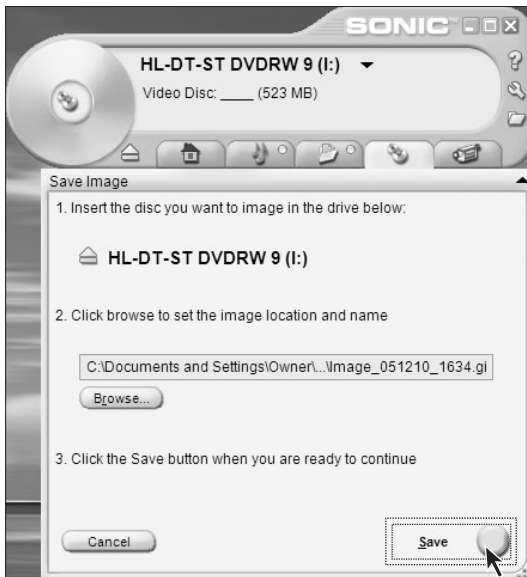 SONIC
HL-DT-ST DVDRW 9 (I:)
Video Disc: ____ (523 MB)
Save Image
1. Insert the disc you want to image in the drive below:
HL-DT-ST DVDRW 9 (I:)
2. Click browse to set the image location and name
C:\Documents and Settings\Owner\...\Image_051210_1634.gi
Browse...
3. Click the Save button when you are ready to continue
Cancel
Save